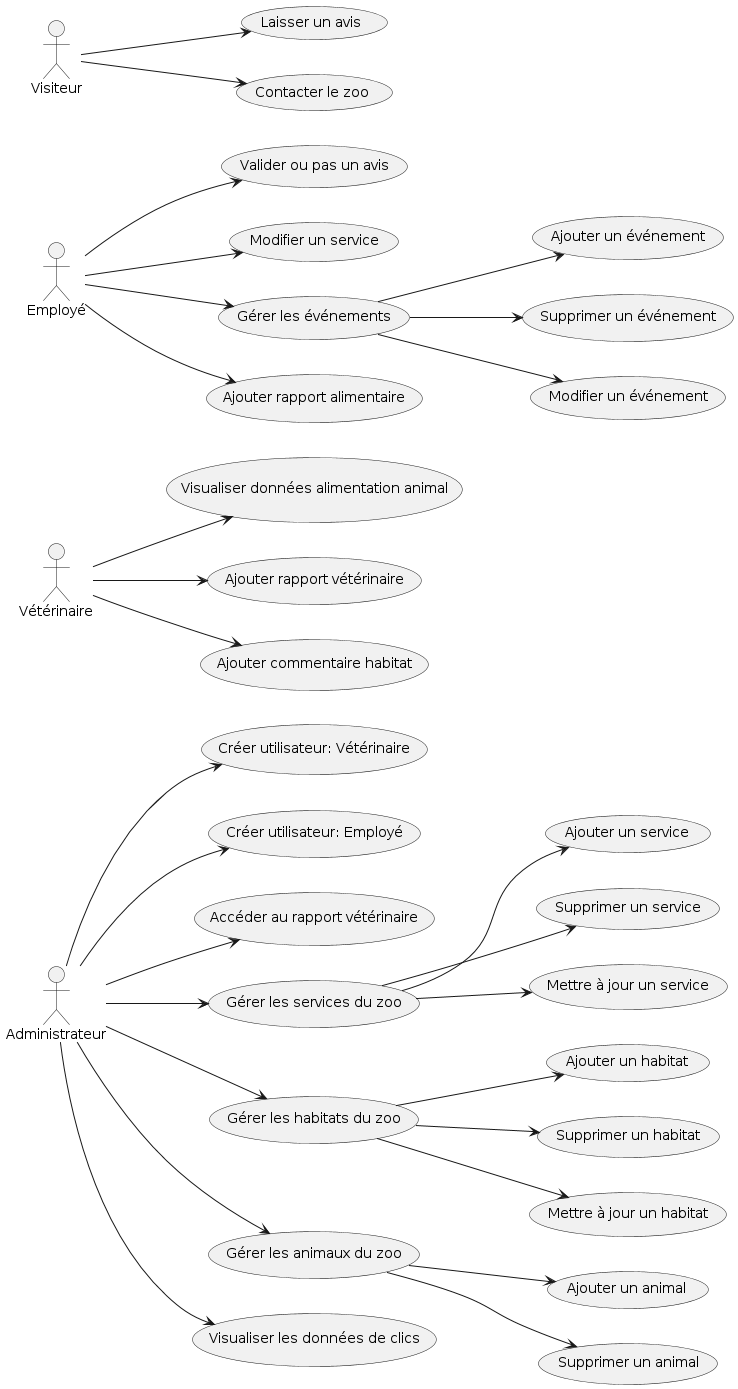 Laisser un avis
Visiteur
Contacter le zoo
Valider ou pas un avis
Modifier un service
Employé
Gérer les événements
Ajouter un événement
Supprimer un événement
Modifier un événement
Ajouter rapport alimentaire
Visualiser données alimentation animal
Vétérinaire
Ajouter rapport vétérinaire
Ajouter commentaire habitat
Créer utilisateur: Vétérinaire
Créer utilisateur: Employé
Accéder au rapport vétérinaire
Administrateur
Gérer les services du zoo
Ajouter un service
Supprimer un service
Mettre à jour un service
Gérer les habitats du zoo
Ajouter un habitat
Supprimer un habitat
Mettre à jour un habitat
Gérer les animaux du zoo
Ajouter un animal
Supprimer un animal
Visualiser les données de clics